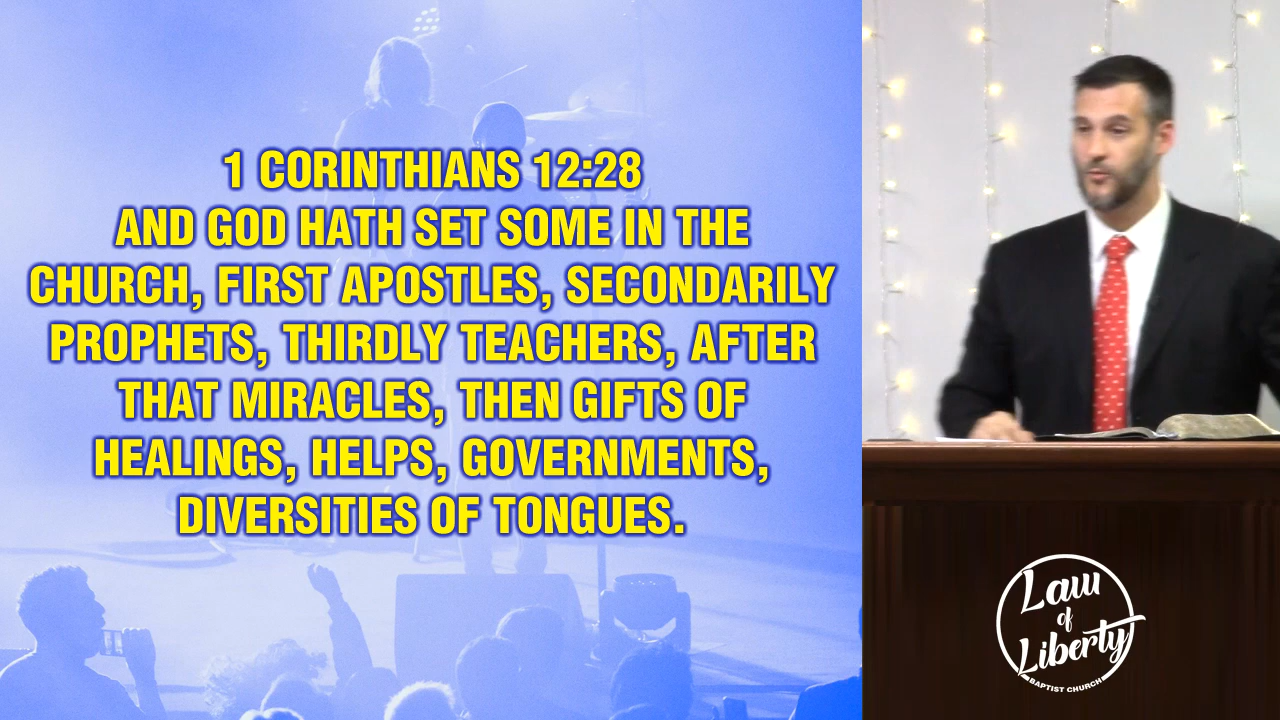 1 CORINTHIANS 12:28
AND GOD HATH SET SOME IN THE
CHURCH, FIRST APOSTLES, SECONDARILY
PROPHETS, THIRDLY TEACHERS, AFTER
THAT MIRACLES, THEN GIFTS OF
HEALINGS, HELPS, GOVERNMENTS,
DIVERSITIES OF TONGUES.
Law
of
Liberty
BAPTIST CHURCH